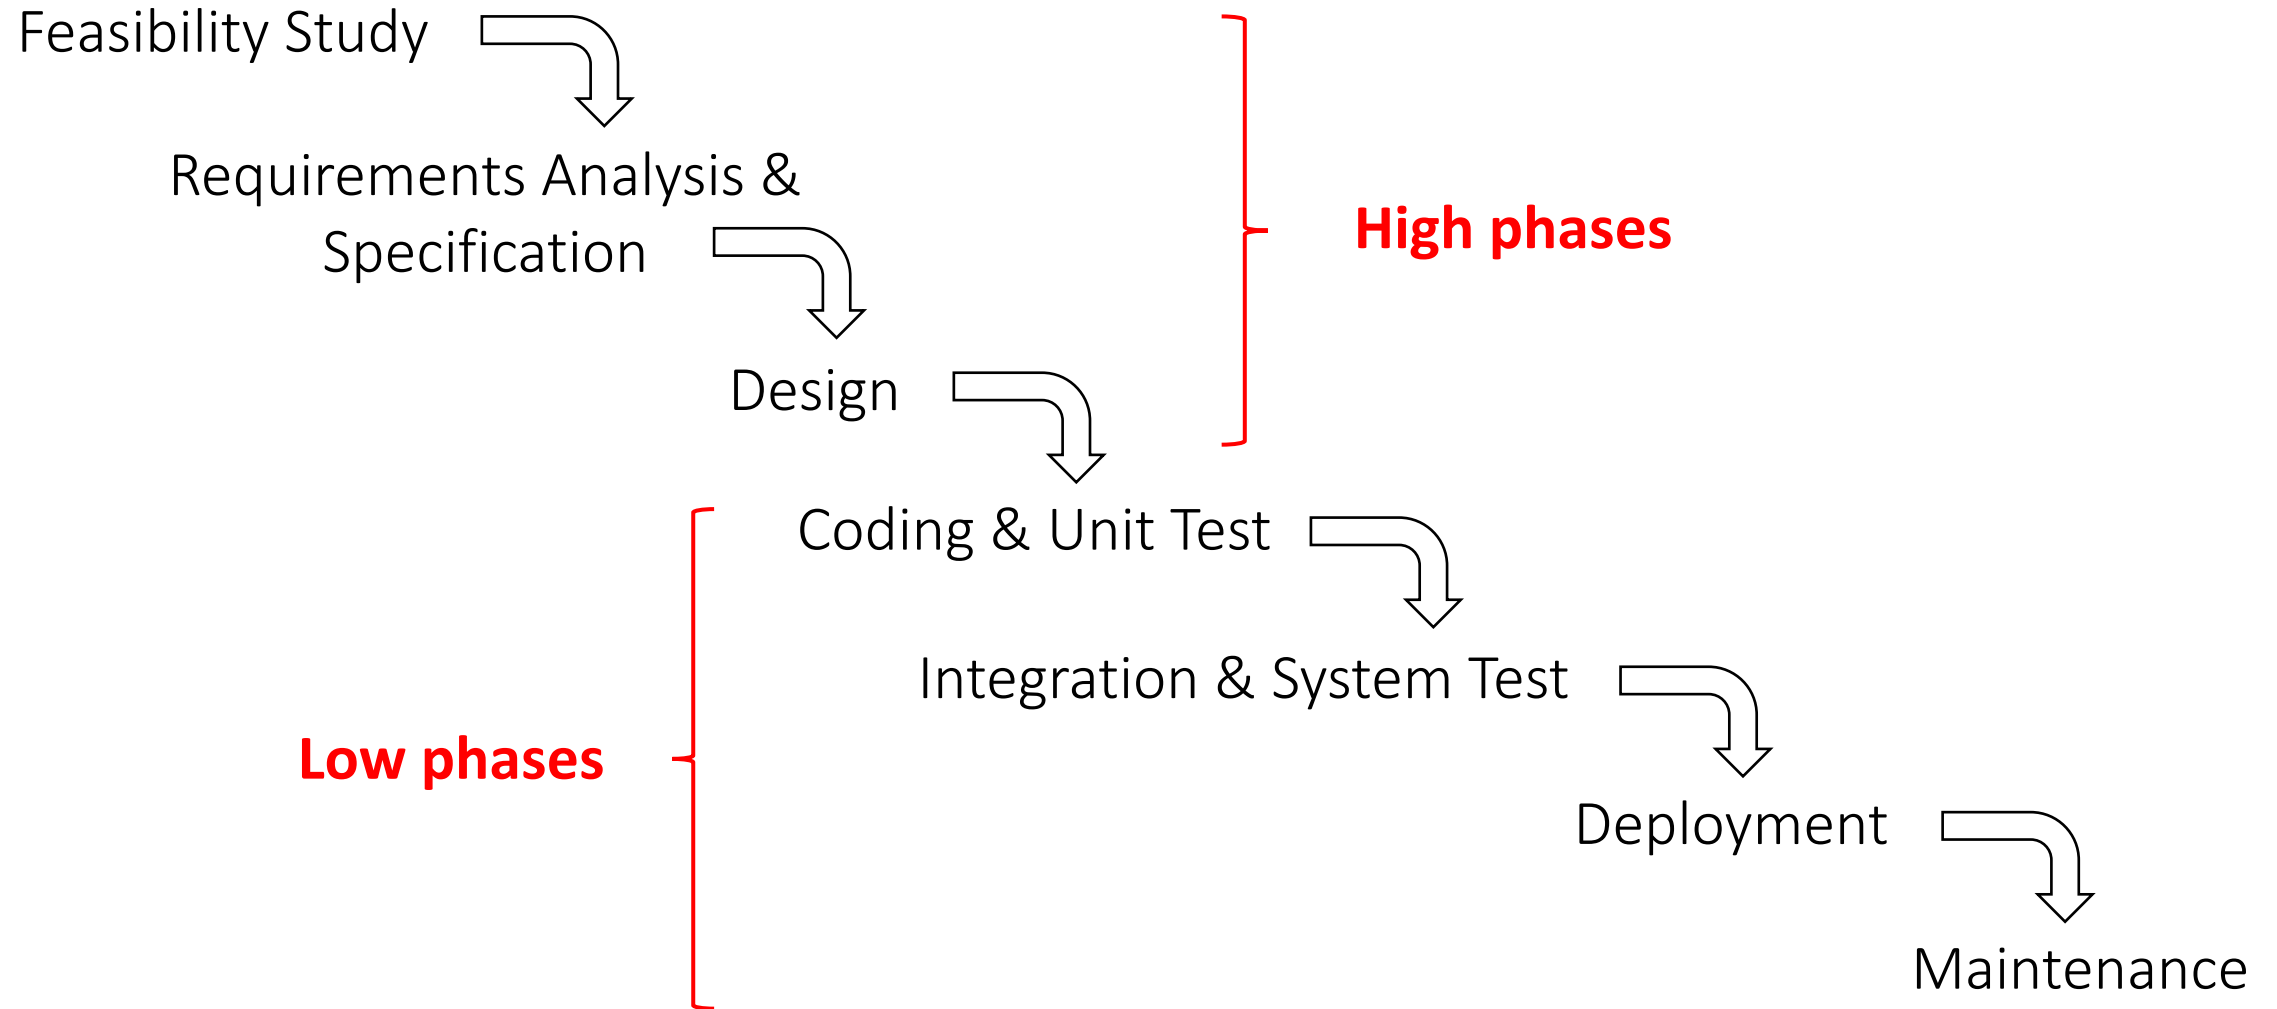 Feasibility Study
Requirements Analysis &
Specification
High phases
Design
Coding & Unit Test
Integration & System Test
Low phases
Deployment
Maintenance